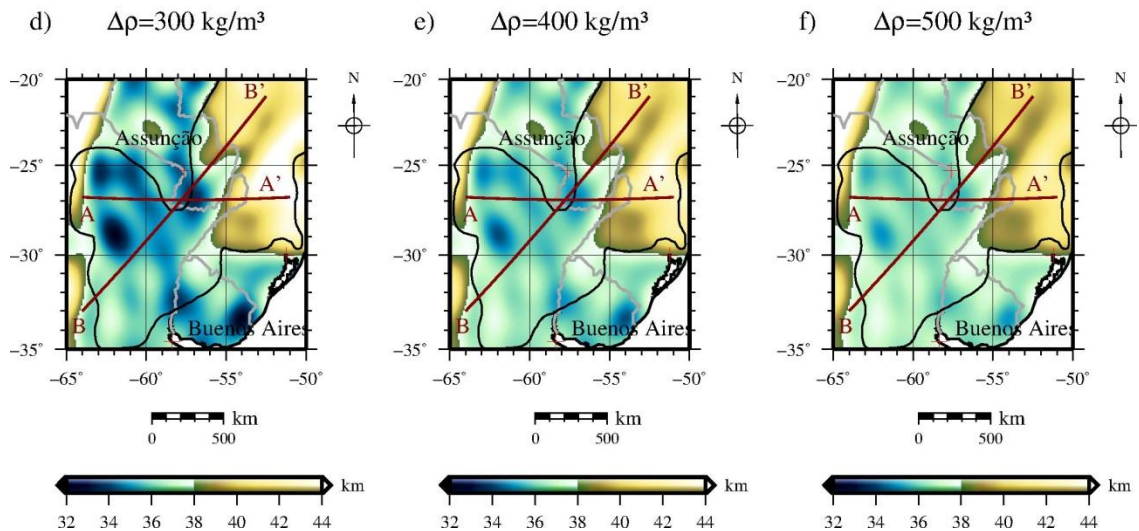 d) Δρ=300 kg/m³ e) Δρ=400 kg/m³ f) Δρ=500 kg/m³
−20° −20° −20°
N N N
B' B' B'
Assunção Assunção Assunção
−25° −25° −25°
A' A' A'
A A A
−30° −30° −30°
B B B
Buenos Aires Buenos Aires Buenos Aires
−35° −35° −35°
−65° −60° −55° −50° −65° −60° −55° −50° −65° −60° −55° −50°
km km km
0 500 0 500 0 500
km km km
32 34 36 38 40 42 44 32 34 36 38 40 42 44 32 34 36 38 40 42 44